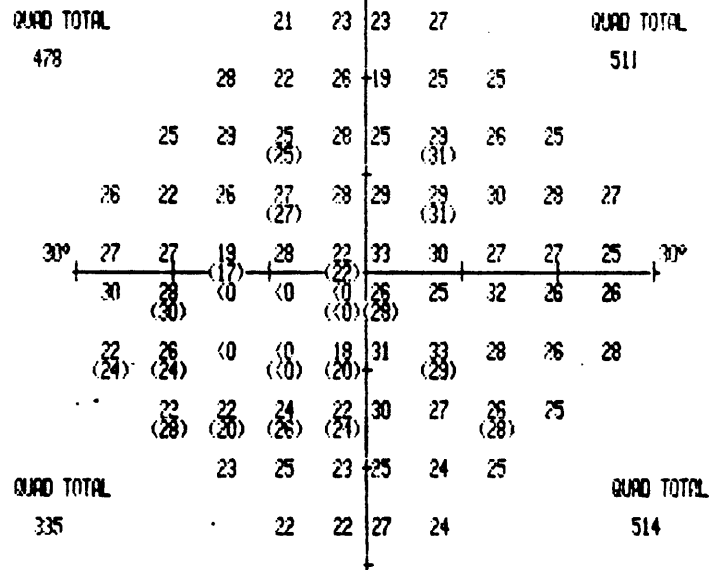 QUAD TOTAL 21 23 23 27 QUAD TOTAL
478 511
28 22 26 19 25 25
25 29 25 28 25 29 26 25
(25) (31)
26 22 26 27 28 29 29 30 28 27
(27) (31)
30° 27 27 19 28 22 33 30 27 27 25 30°
(17) (22)
30 28 <0 <0 <0 26 25 32 26 26
(30) (<0) (29)
22 26 <0 <0 18 31 33 28 26 28
(24) (24) (<0) (20) (29)
22 22 24 22 30 27 26 25
(28) (20) (26) (24) (28)
23 25 23 25 24 25
QUAD TOTAL QUAD TOTAL
335 22 22 27 24 514